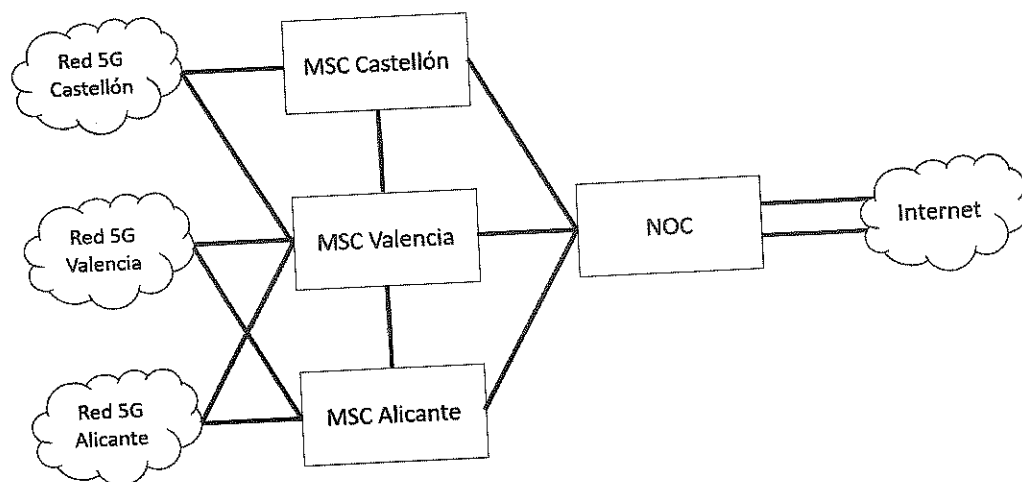 Red 5G
Castellón
MSC Castellón
Red 5G
Valencia
MSC Valencia
NOC
Internet
Red 5G
Alicante
MSC Alicante